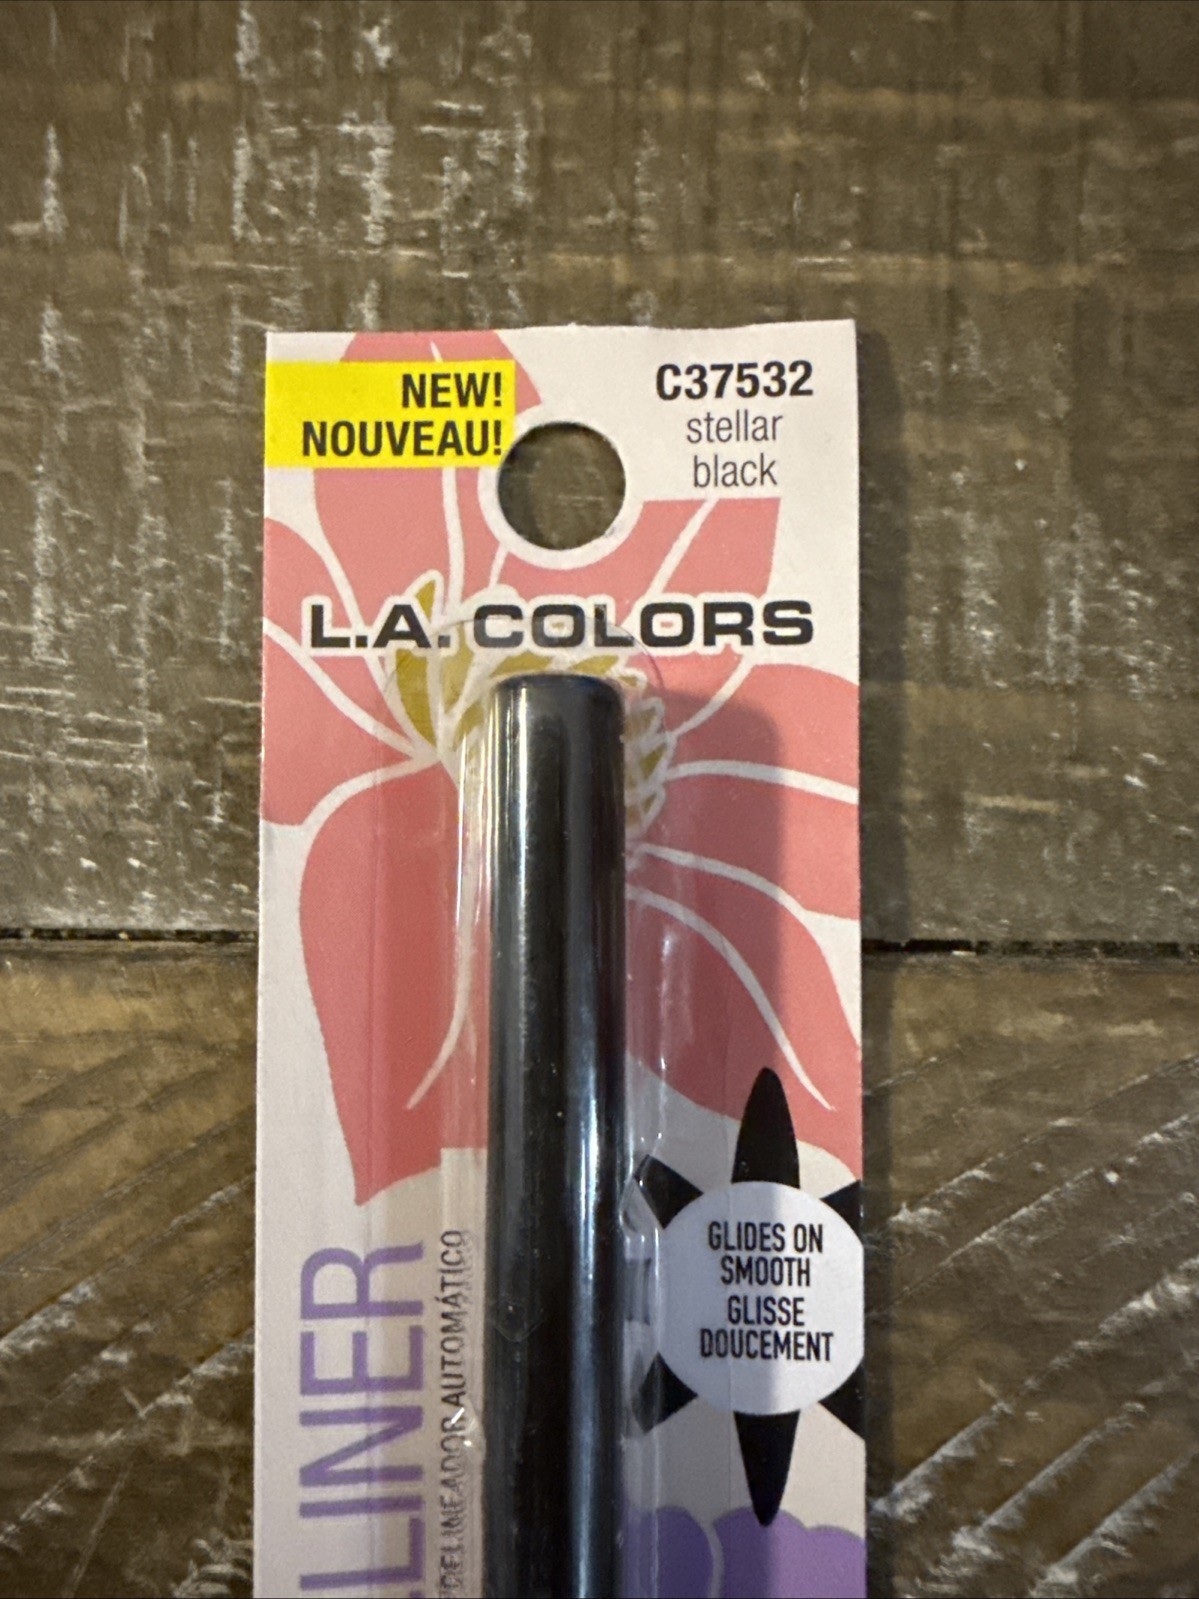 NEW!
NOUVEAU!
C37532
stellar
black
L.A. COLORS
GLIDES ON
SMOOTH
GLISSE
DOUCEMENT
LINER
DELINEADOR AUTOMÁTICO